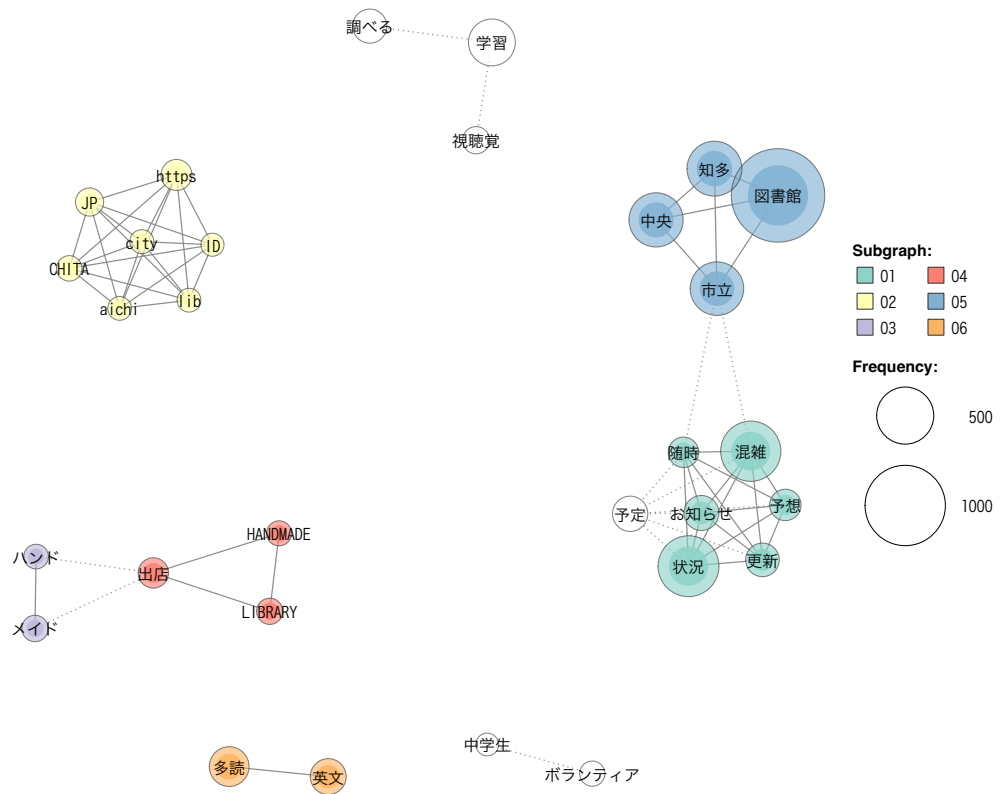 調べる
学習
視聴覚
https
JP
city
ID
CHITA
aichi
lib
知多
図書館
中央
市立
Subgraph:
01
04
02
05
03
06
Frequency:
500
1000
随時
混雑
予定
お知らせ
予想
状況
更新
HANDMADE
ハンド
出店
LIBRARY
メイド
多読
英文
中学生
ボランティア